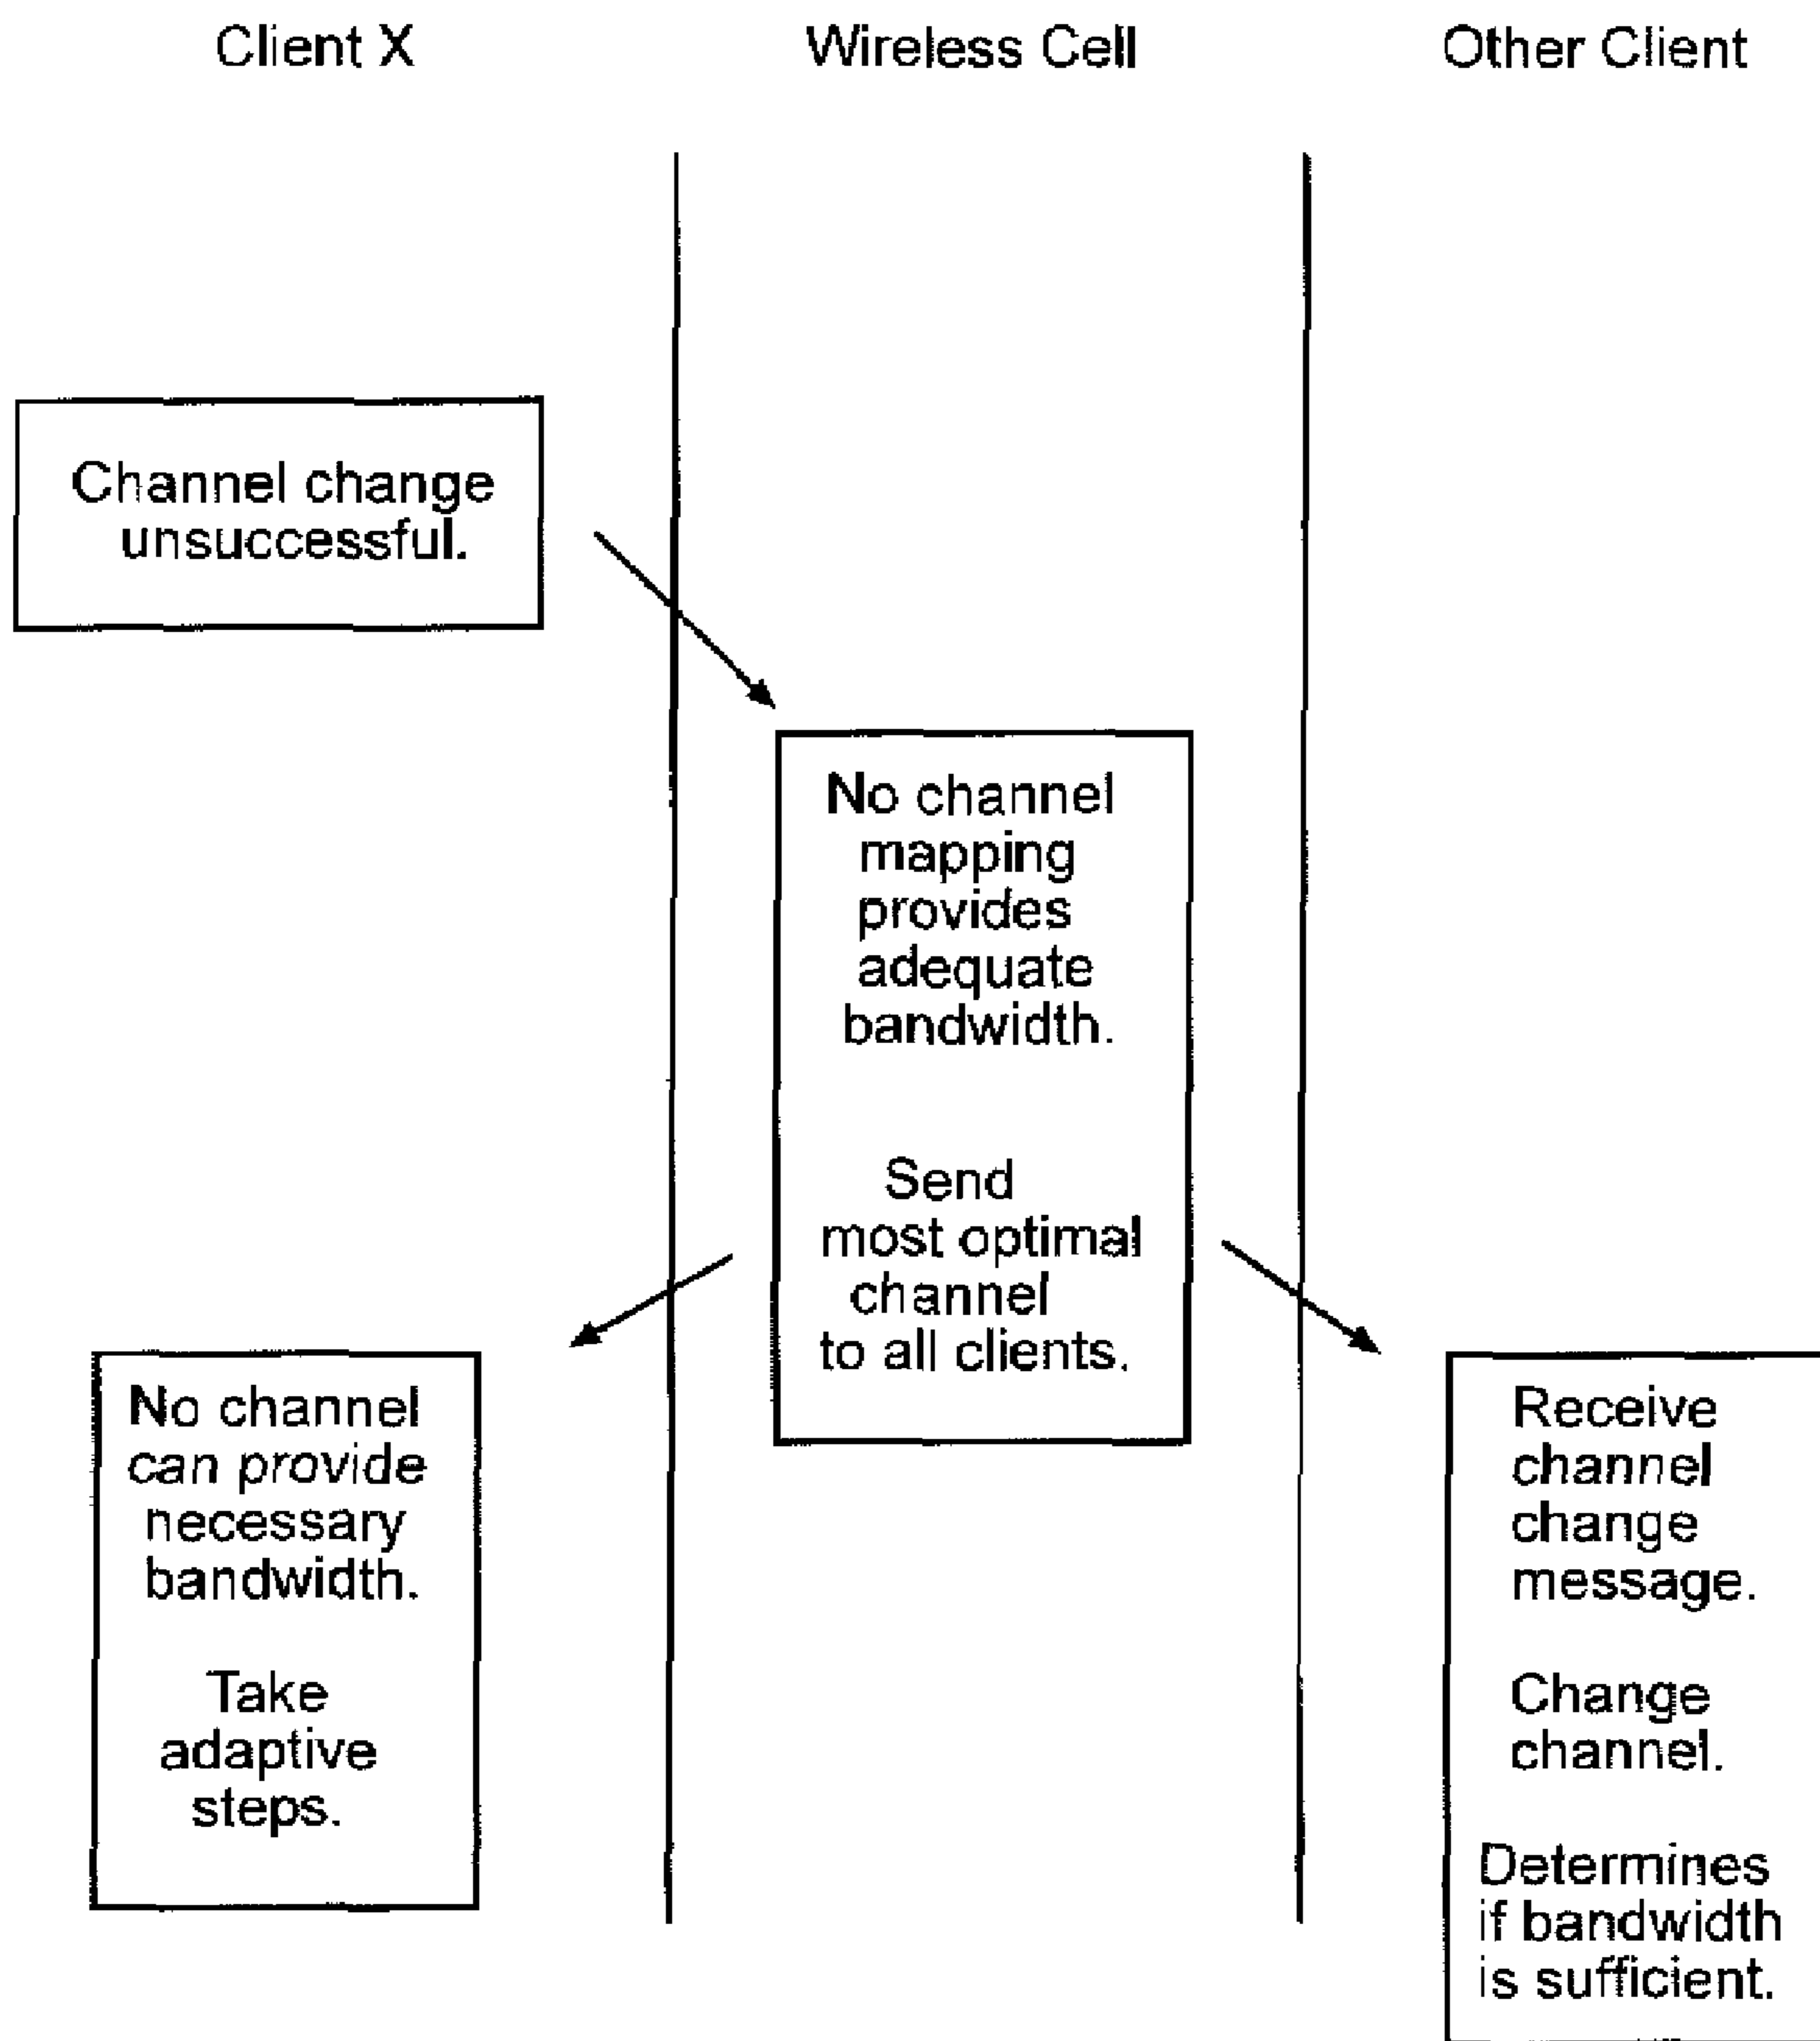 Client X
Wireless Cell
Other Client
Channel change
unsuccessful.
No channel
mapping
provides
adequate
bandwidth.
Send
most optimal
channel
to all clients.
No channel
can provide
necessary
bandwidth.
Take
adaptive
steps.
Receive
channel
change
message.
Change
channel.
Determines
if bandwidth
is sufficient.